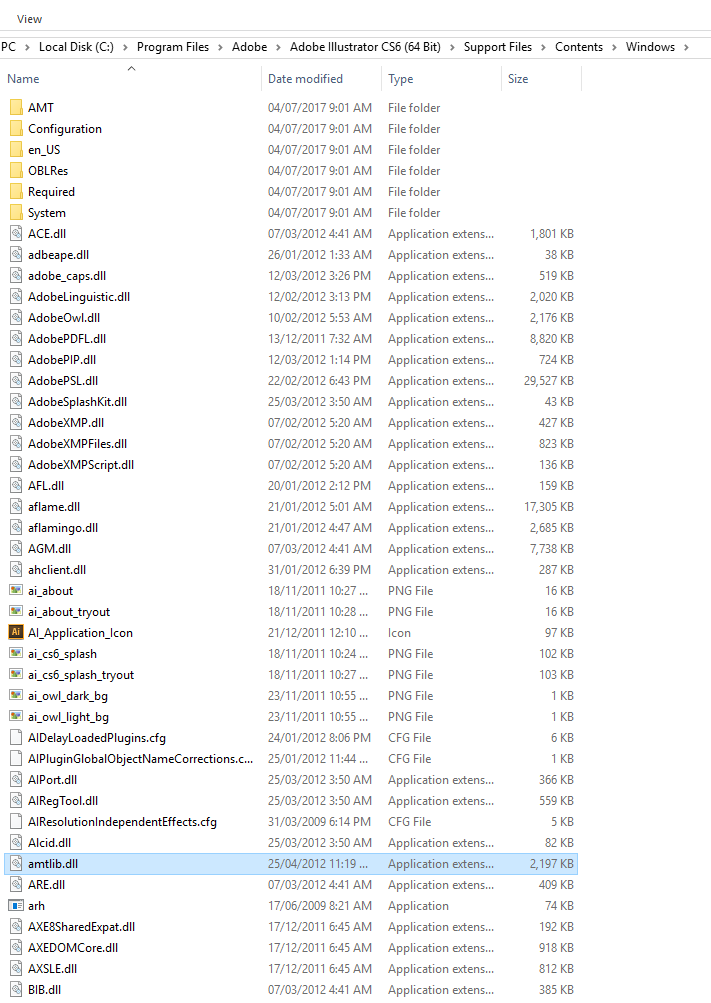 View
PC > Local Disk (C:) > Program Files > Adobe > Adobe Illustrator CS6 (64 Bit) > Support Files > Contents > Windows >
Name Date modified Type Size
AMT 04/07/2017 9:01 AM File folder
Configuration 04/07/2017 9:01 AM File folder
en_US 04/07/2017 9:01 AM File folder
OBLRes 04/07/2017 9:01 AM File folder
Required 04/07/2017 9:01 AM File folder
System 04/07/2017 9:01 AM File folder
ACE.dll 07/03/2012 4:41 AM Application extens... 1,801 KB
adbeape.dll 26/01/2012 1:33 AM Application extens... 38 KB
adobe_caps.dll 12/03/2012 3:26 PM Application extens... 519 KB
AdobeLinguistic.dll 12/02/2012 3:13 PM Application extens... 2,020 KB
AdobeOwl.dll 10/02/2012 5:53 AM Application extens... 2,176 KB
AdobePDFL.dll 13/12/2011 7:32 AM Application extens... 8,820 KB
AdobePIP.dll 12/03/2012 1:14 PM Application extens... 724 KB
AdobePSL.dll 22/02/2012 6:43 PM Application extens... 29,527 KB
AdobeSplashKit.dll 25/03/2012 3:50 AM Application extens... 43 KB
AdobeXMP.dll 07/02/2012 5:20 AM Application extens... 427 KB
AdobeXMPFiles.dll 07/02/2012 5:20 AM Application extens... 823 KB
AdobeXMPScript.dll 07/02/2012 5:20 AM Application extens... 136 KB
AFL.dll 20/01/2012 2:12 PM Application extens... 159 KB
aflame.dll 21/01/2012 5:01 AM Application extens... 17,305 KB
aflamingo.dll 21/01/2012 4:47 AM Application extens... 2,685 KB
AGM.dll 07/03/2012 4:41 AM Application extens... 7,738 KB
ahclient.dll 31/01/2012 6:39 PM Application extens... 287 KB
ai_about 18/11/2011 10:27 ... PNG File 16 KB
ai_about_tryout 18/11/2011 10:28 ... PNG File 16 KB
Ai AI_Application_Icon 21/12/2011 12:10 ... Icon 97 KB
ai_cs6_splash 18/11/2011 10:24 ... PNG File 102 KB
ai_cs6_splash_tryout 18/11/2011 10:27 ... PNG File 103 KB
ai_owl_dark_bg 23/11/2011 10:55 ... PNG File 1 KB
ai_owl_light_bg 23/11/2011 10:55 ... PNG File 1 KB
AIDelayLoadedPlugins.cfg 24/01/2012 8:06 PM CFG File 6 KB
AIPluginGlobalObjectNameCorrections.c... 25/01/2012 11:44 ... CFG File 1 KB
AIPort.dll 25/03/2012 3:50 AM Application extens... 366 KB
AIRegTool.dll 25/03/2012 3:50 AM Application extens... 559 KB
AIResolutionIndependentEffects.cfg 31/03/2009 6:14 PM CFG File 5 KB
AIcid.dll 25/03/2012 3:50 AM Application extens... 82 KB
amtlib.dll 25/04/2012 11:19 ... Application extens... 2,197 KB
ARE.dll 07/03/2012 4:41 AM Application extens... 409 KB
arh 17/06/2009 8:21 AM Application 74 KB
AXE8SharedExpat.dll 17/12/2011 6:45 AM Application extens... 192 KB
AXEDOMCore.dll 17/12/2011 6:45 AM Application extens... 918 KB
AXSLE.dll 17/12/2011 6:45 AM Application extens... 812 KB
BIB.dll 07/03/2012 4:41 AM Application extens... 385 KB